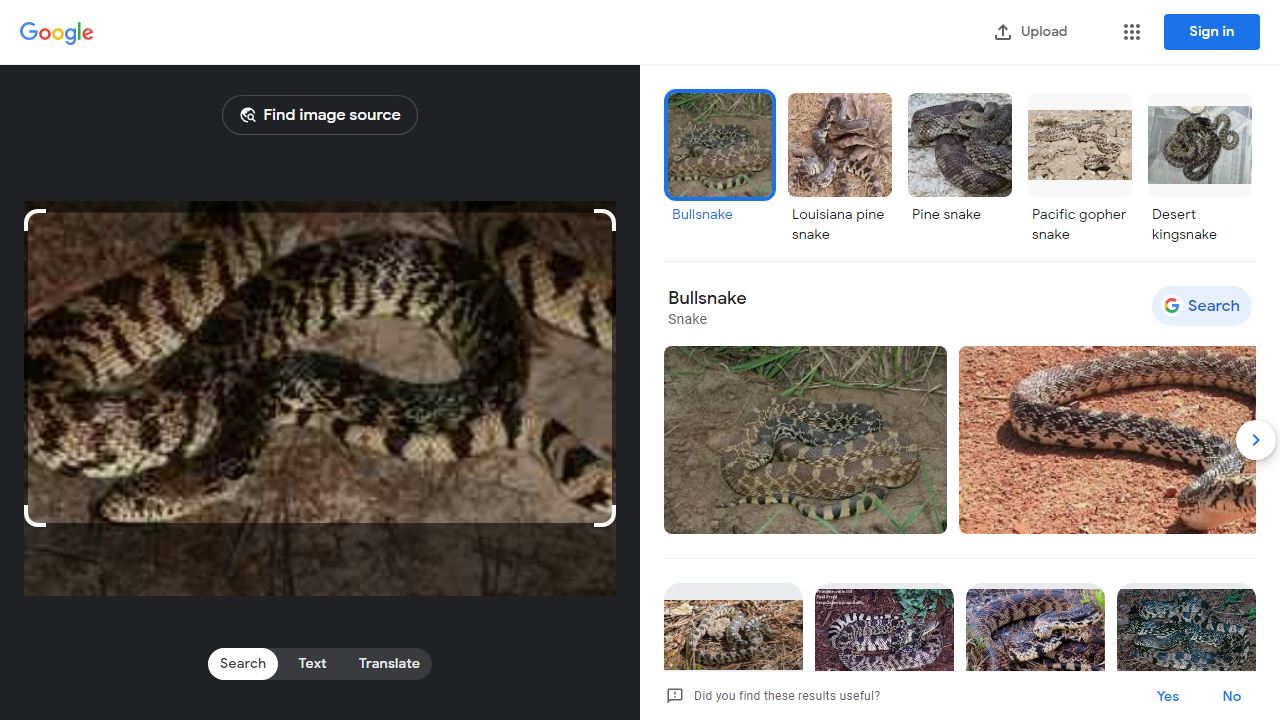 Google
Upload
Sign in
Find image source
Bullsnake
Louisiana pine
snake
Pine snake
Pacific gopher
snake
Desert
kingsnake
Bullsnake
Snake
Search
Search
Text
Translate
Did you find these results useful?
Yes
No